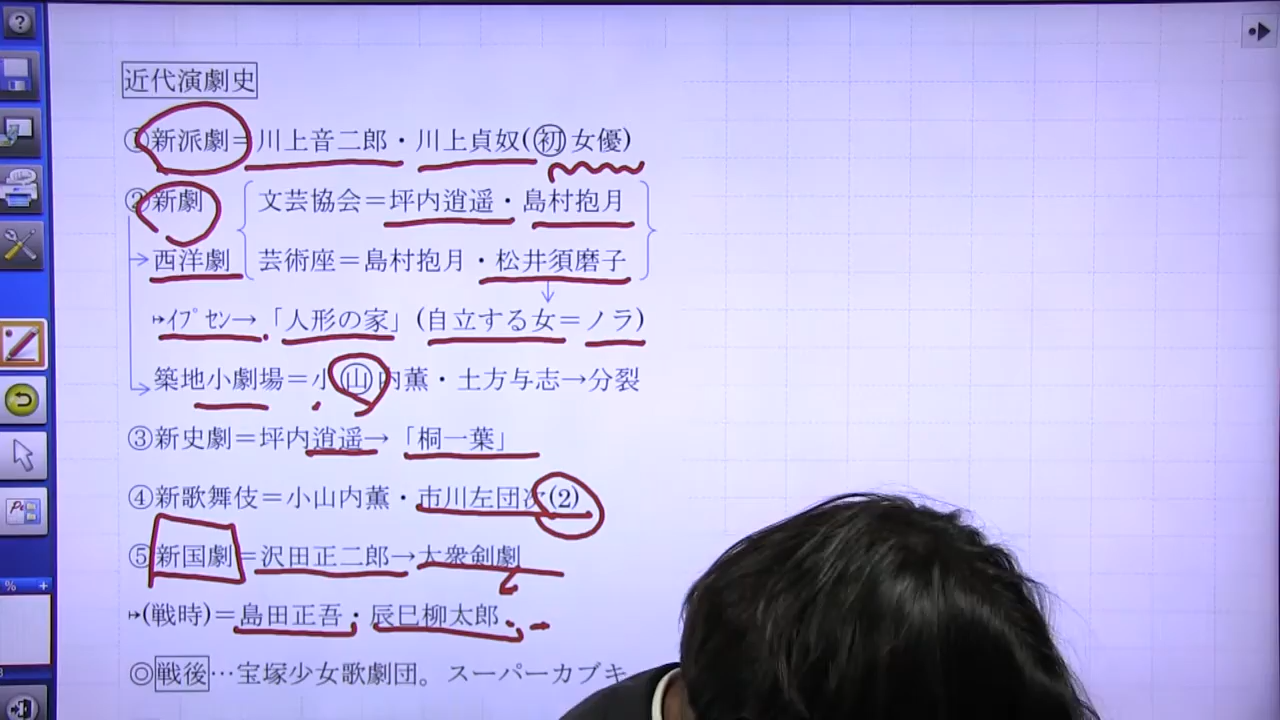 近代演劇史
①新派劇=川上音二郎・川上貞奴(初女優)
②新劇 文芸協会=坪内逍遥・島村抱月
→西洋劇 芸術座=島村抱月・松井須磨子
↦ｲﾌﾟｾﾝ→「人形の家」(自立する女=ノラ)
築地小劇場=小山内薫・土方与志→分裂
③新史劇=坪内逍遥→「桐一葉」
④新歌舞伎=小山内薫・市川左団次(2)
⑤新国劇=沢田正二郎→大衆剣劇
↦(戦時)=島田正吾・辰巳柳太郎
◎戦後…宝塚少女歌劇団。スーパーカブキ